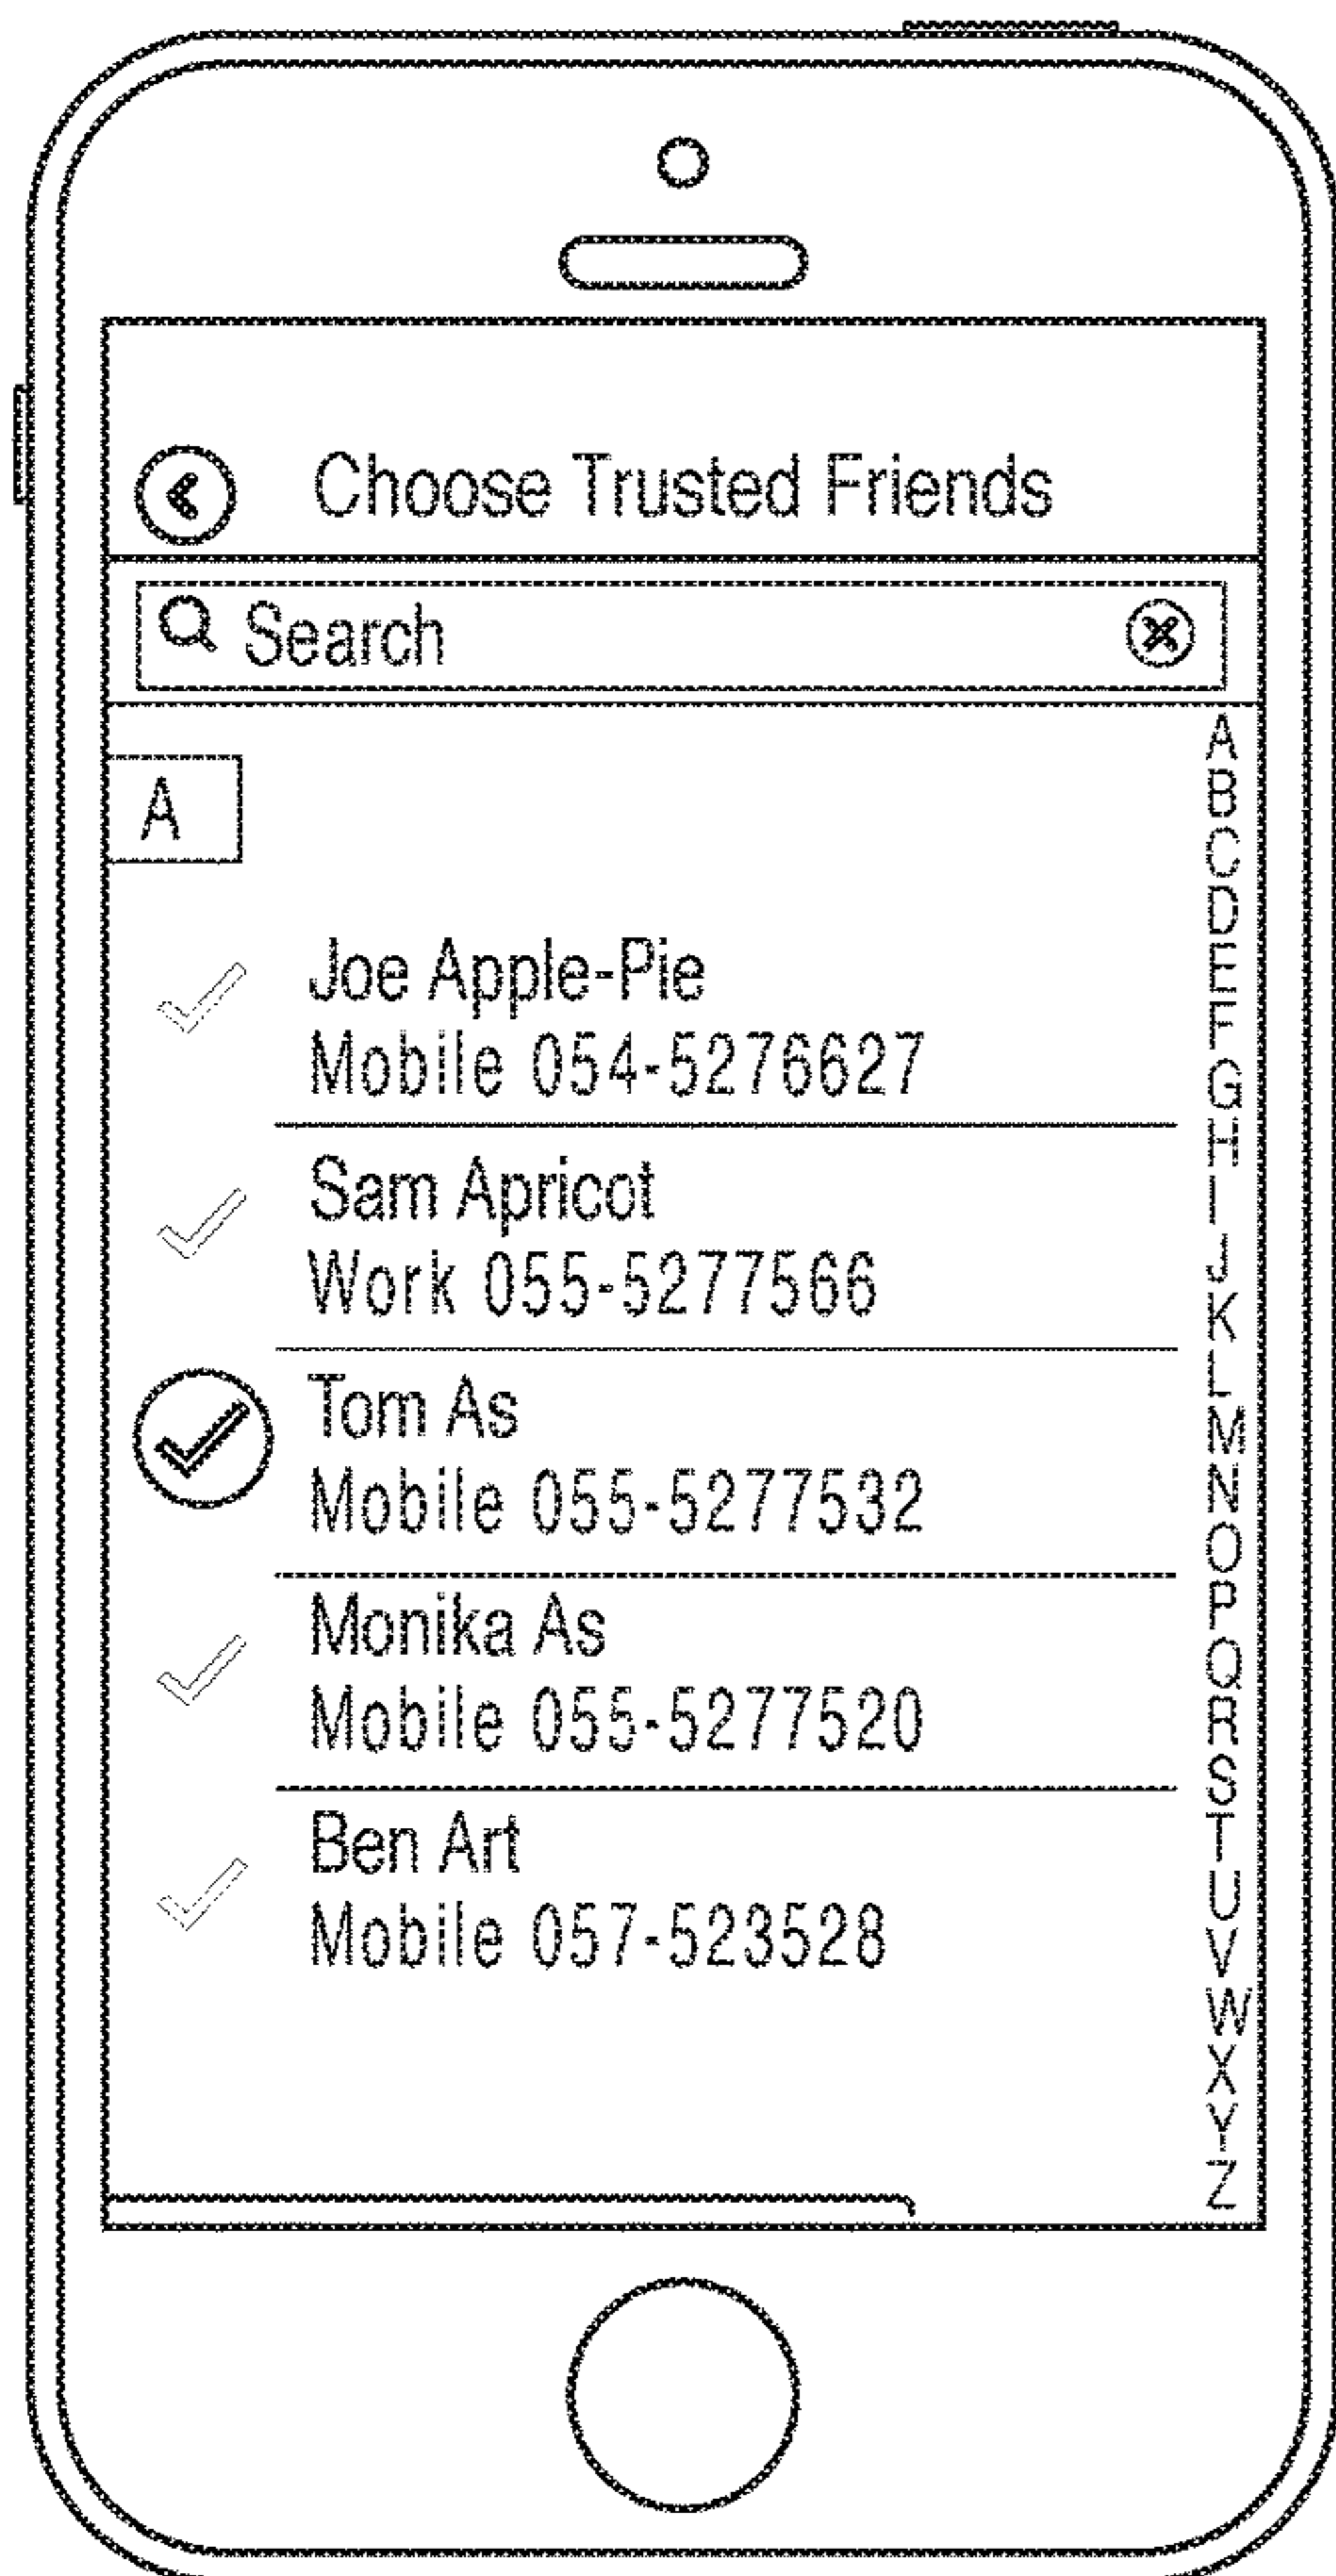 Choose Trusted Friends
Search
A
Joe Apple-Pie
Mobile 054-5276627
Sam Apricot
Work 055-5277566
Tom As
Mobile 055-5277532
Monika As
Mobile 055-5277520
Ben Art
Mobile 057-523528
A
B
C
D
E
F
G
H
I
J
K
L
M
N
O
P
Q
R
S
T
U
V
W
X
Y
Z